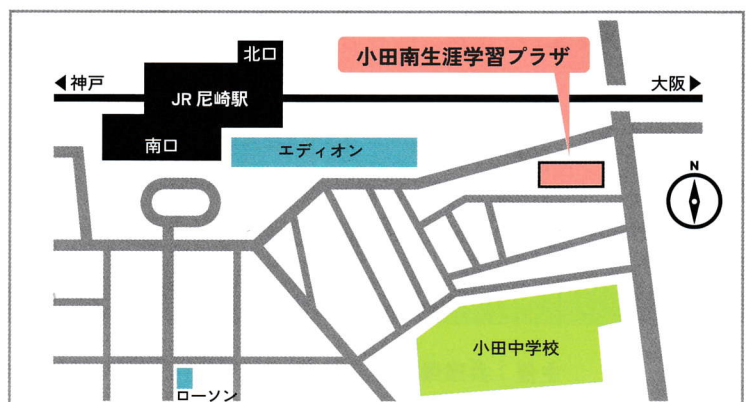 北口
小田南生涯学習プラザ
◀神戸
大阪▶
JR 尼崎駅
南口
エディオン
N
小田中学校
ローソン